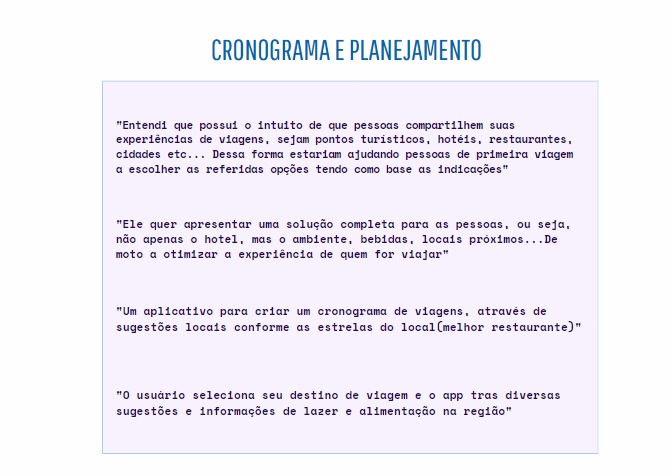 CRONOGRAMA E PLANEJAMENTO
"Entendi que possui o intuito de que pessoas compartilhem suas
experiências de viagens, sejam pontos turísticos, hotéis, restaurantes,
cidades etc... Dessa forma estariam ajudando pessoas de primeira viagem
a escolher as referidas opções tendo como base as indicações"
"Ele quer apresentar uma solução completa para as pessoas, ou seja,
não apenas o hotel, mas o ambiente, bebidas, locais próximos...De
moto a otimizar a experiência de quem for viajar"
"Um aplicativo para criar um cronograma de viagens, através de
sugestões locais conforme as estrelas do local(melhor restaurante)"
"O usuário seleciona seu destino de viagem e o app tras diversas
sugestões e informações de lazer e alimentação na região"